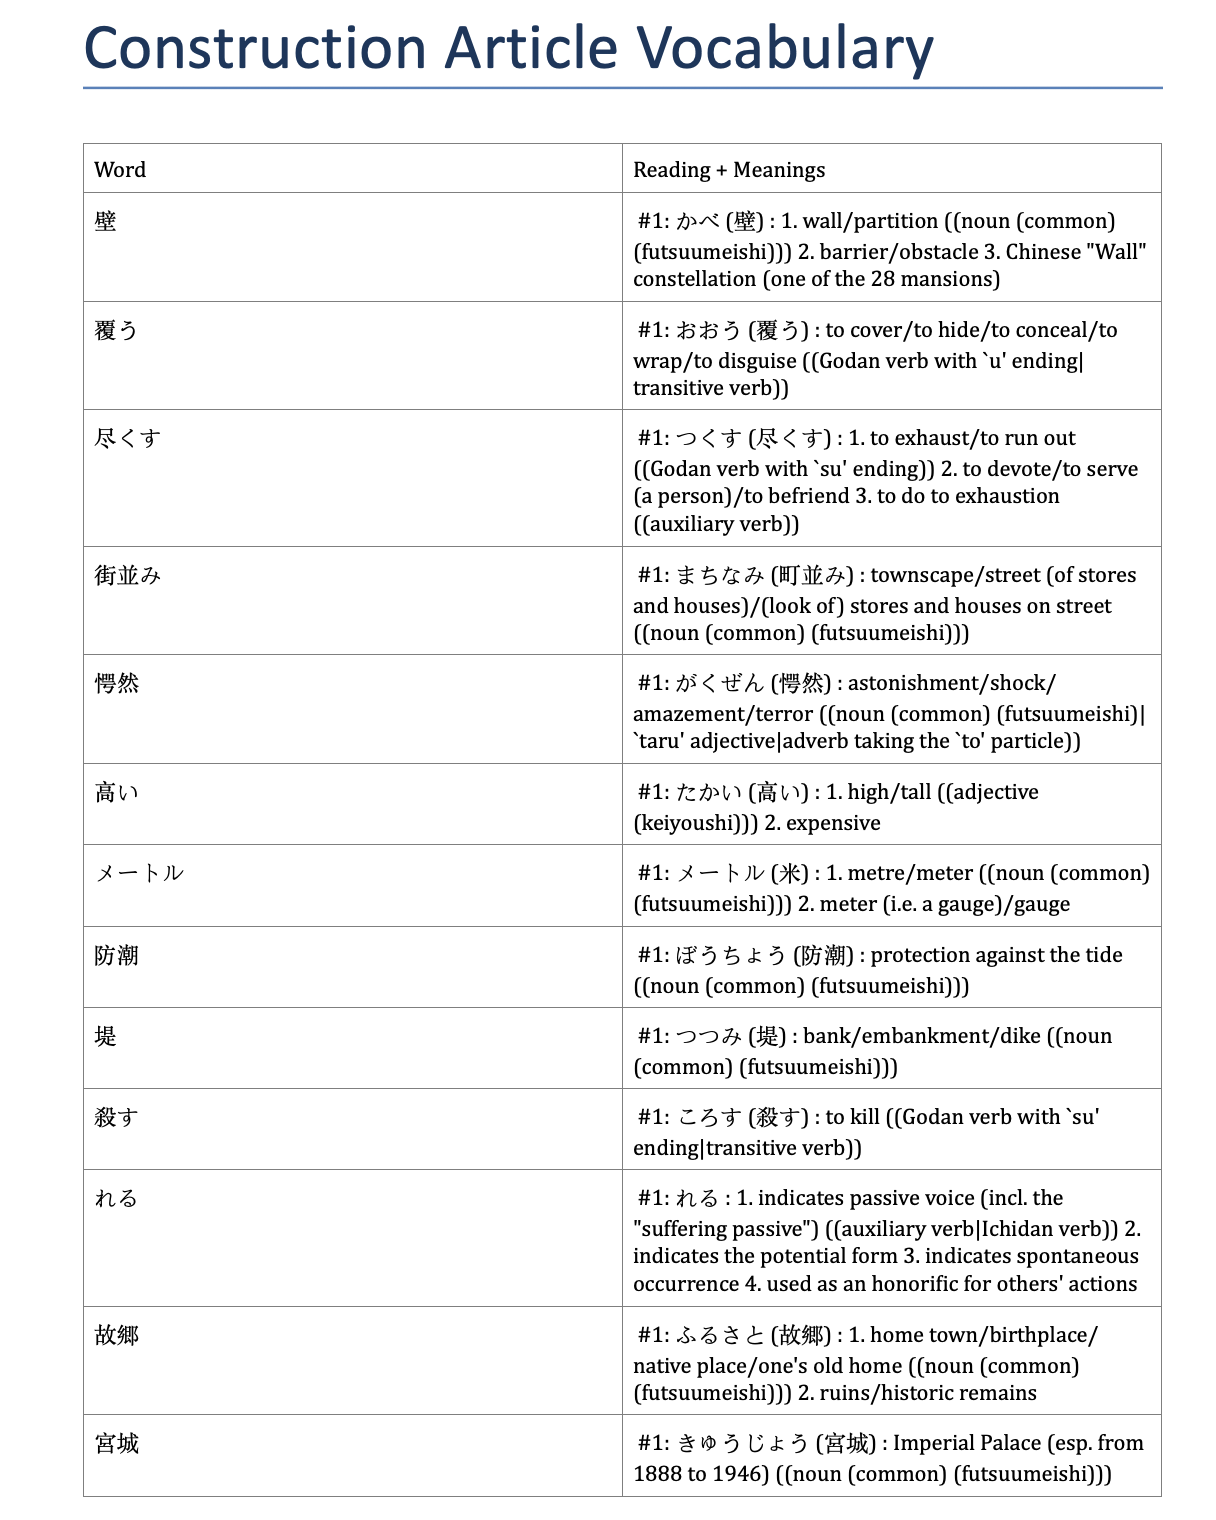 Construction Article Vocabulary
Word
Reading + Meanings
壁
#1: かべ (壁) : 1. wall/partition ((noun (common)
(futsuumeishi))) 2. barrier/obstacle 3. Chinese "Wall"
constellation (one of the 28 mansions)
覆う
#1: おおう (覆う) : to cover/to hide/to conceal/to
wrap/to disguise ((Godan verb with `u' ending|
transitive verb))
尽くす
#1: つくす (尽くす) : 1. to exhaust/to run out
((Godan verb with `su' ending)) 2. to devote/to serve
(a person)/to befriend 3. to do to exhaustion
((auxiliary verb))
街並み
#1: まちなみ (町並み) : townscape/street (of stores
and houses)/(look of) stores and houses on street
((noun (common) (futsuumeishi)))
愕然
#1: がくぜん (愕然) : astonishment/shock/
amazement/terror ((noun (common) (futsuumeishi)|
`taru' adjective|adverb taking the `to' particle))
高い
#1: たかい (高い) : 1. high/tall ((adjective
(keiyoushi))) 2. expensive
メートル
#1: メートル (米) : 1. metre/meter ((noun (common)
(futsuumeishi))) 2. meter (i.e. a gauge)/gauge
防潮
#1: ぼうちょう (防潮) : protection against the tide
((noun (common) (futsuumeishi)))
堤
#1: つつみ (堤) : bank/embankment/dike ((noun
(common) (futsuumeishi)))
殺す
#1: ころす (殺す) : to kill ((Godan verb with `su'
ending|transitive verb))
れる
#1: れる : 1. indicates passive voice (incl. the
"suffering passive") ((auxiliary verb|Ichidan verb)) 2.
indicates the potential form 3. indicates spontaneous
occurrence 4. used as an honorific for others' actions
故郷
#1: ふるさと (故郷) : 1. home town/birthplace/
native place/one's old home ((noun (common)
(futsuumeishi))) 2. ruins/historic remains
宮城
#1: きゅうじょう (宮城) : Imperial Palace (esp. from
1888 to 1946) ((noun (common) (futsuumeishi)))